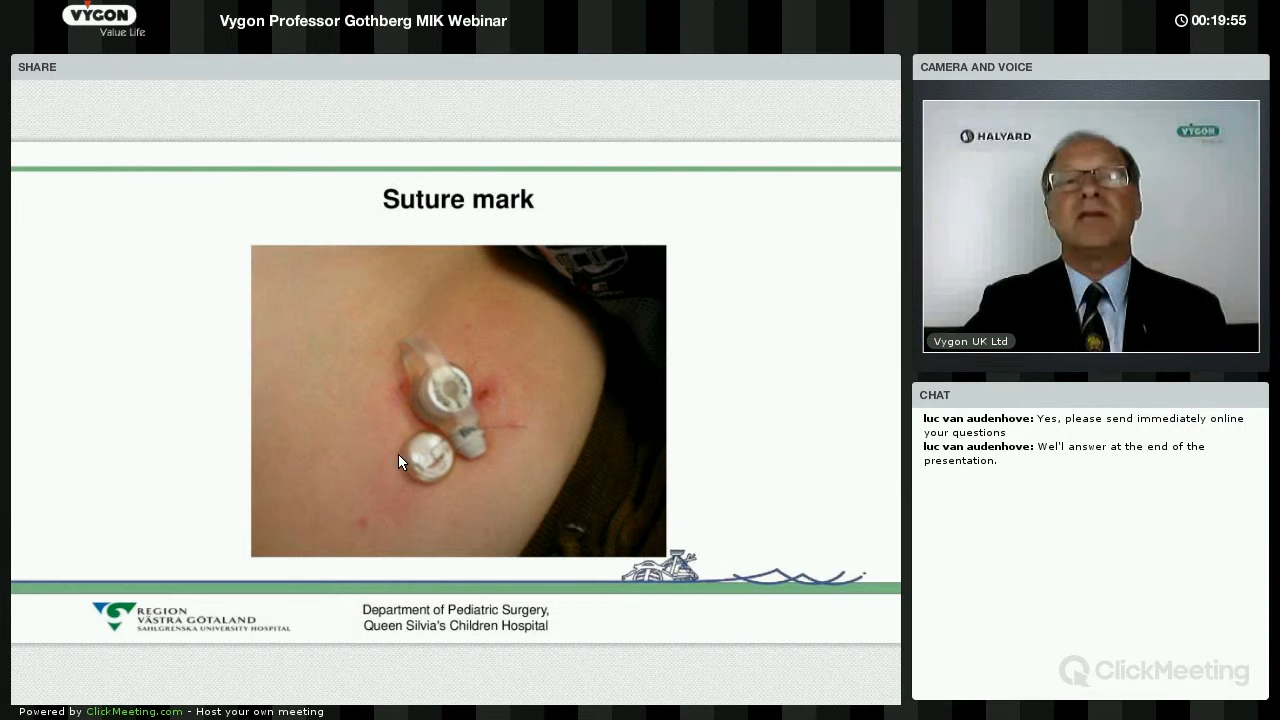 VYGON
Value Life
Vygon Professor Gothberg MIK Webinar
00:19:55
SHARE
Suture mark
REGION
VÄSTRA GÖTALAND
SAHLGRENSKA UNIVERSITY HOSPITAL
Department of Pediatric Surgery,
Queen Silvia's Children Hospital
CAMERA AND VOICE
HALYARD
VYGON
Vygon UK Ltd
CHAT
luc van audenhove: Yes, please send immediately online
your questions
luc van audenhove: Wel'l answer at the end of the
presentation.
ClickMeeting
Powered by ClickMeeting.com - Host your own meeting